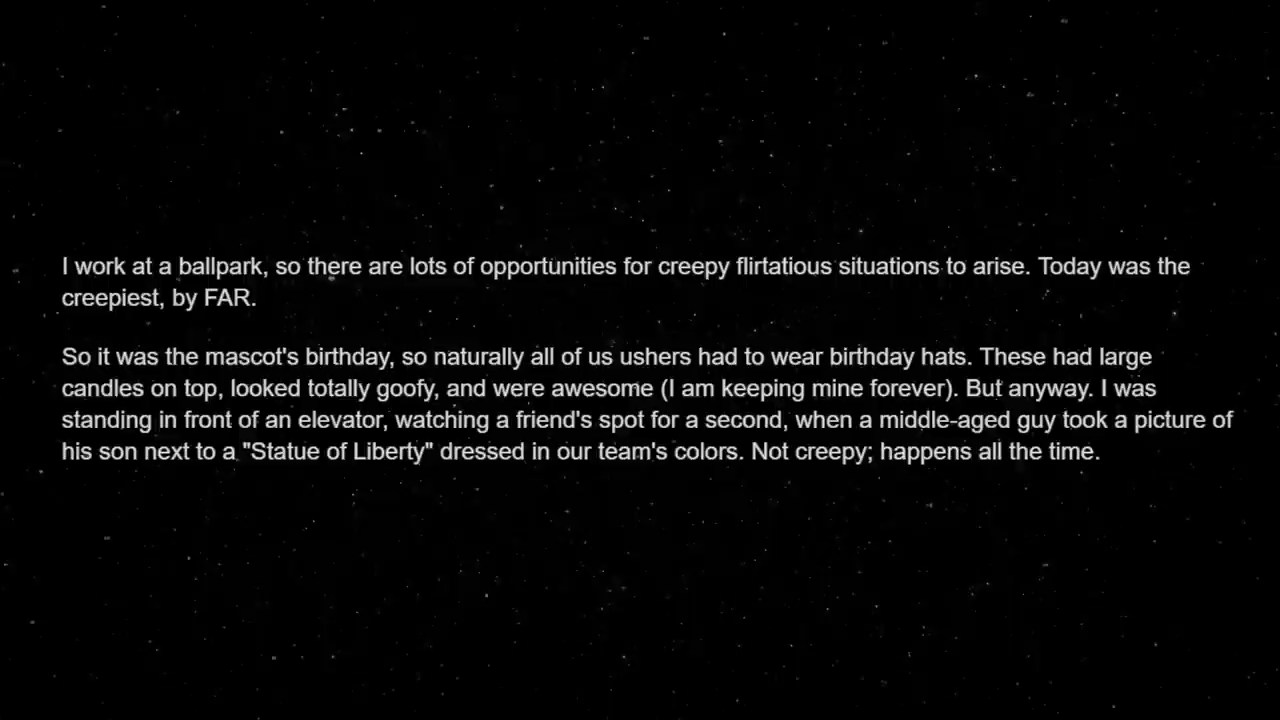 I work at a ballpark, so there are lots of opportunities for creepy flirtatious situations to arise. Today was the
creepiest, by FAR.
So it was the mascot's birthday, so naturally all of us ushers had to wear birthday hats. These had large
candles on top, looked totally goofy, and were awesome (I am keeping mine forever). But anyway. I was
standing in front of an elevator, watching a friend's spot for a second, when a middle-aged guy took a picture of
his son next to a "Statue of Liberty" dressed in our team's colors. Not creepy; happens all the time.